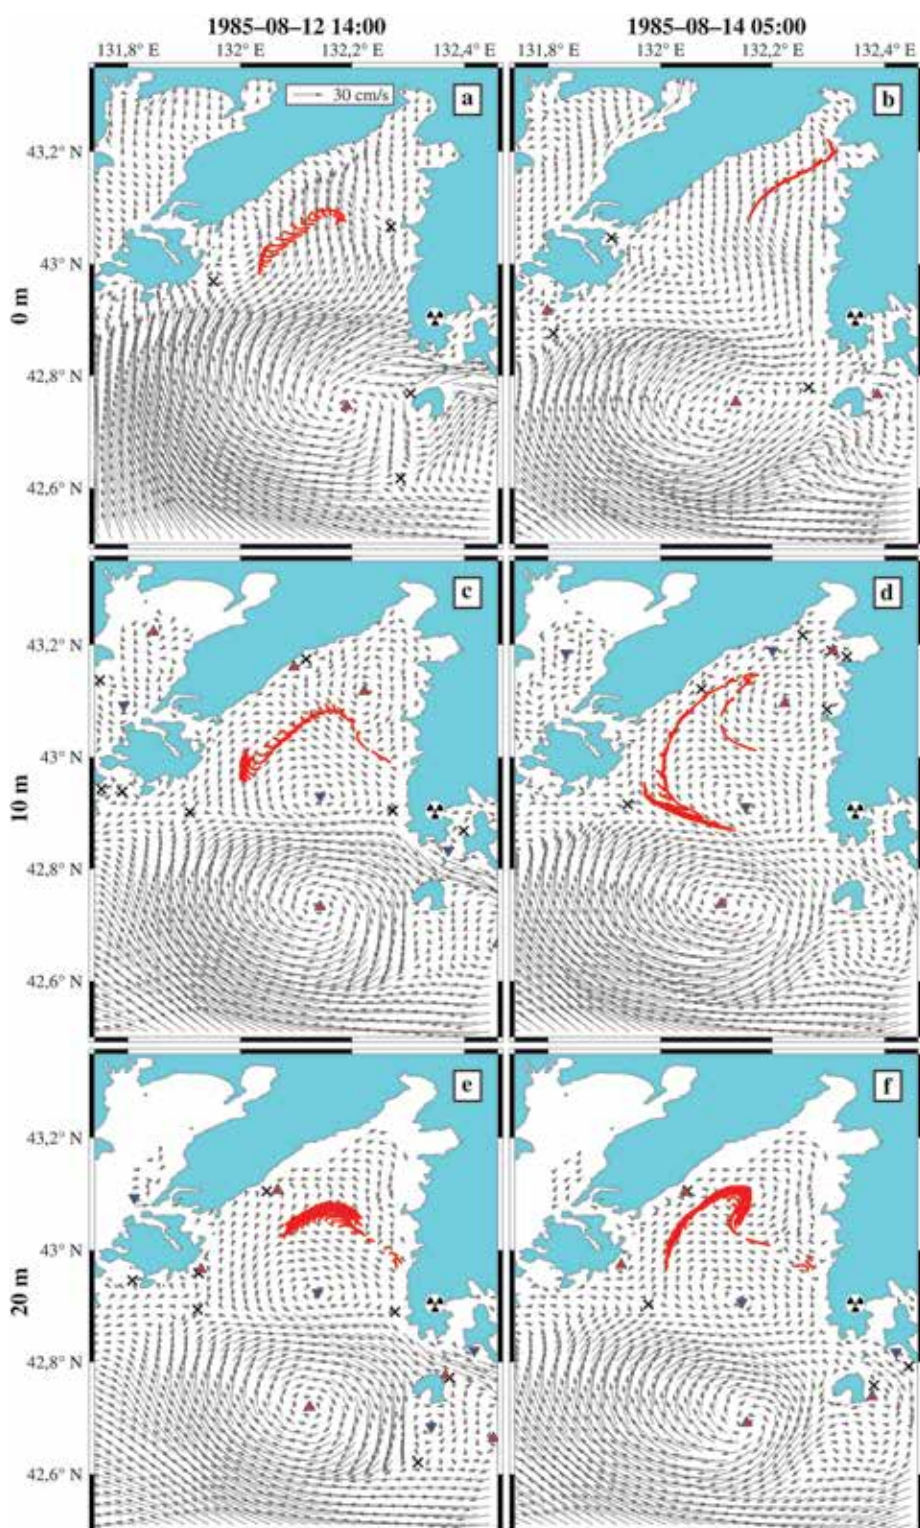 1985–08–12 14:00 1985–08–14 05:00
131,8° E 132° E 132,2° E 132,4° E 131,8° E 132° E 132,2° E 132,4° E
30 cm/s a b
43,2° N
43° N
0 m
42,8° N
42,6° N
c d
43,2° N
43° N
10 m
42,8° N
42,6° N
e f
43,2° N
43° N
20 m
42,8° N
42,6° N